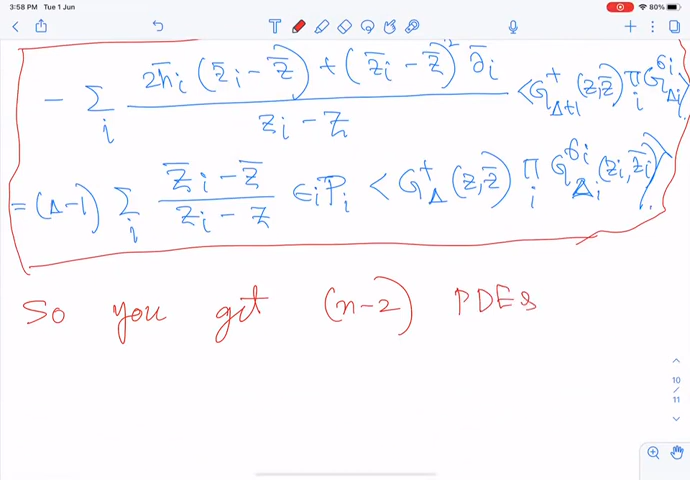 3:58 PM Tue 1 Jun
80%
- Σ_i (2h̄_i (z̄_i - z̄) + (z̄_i - z̄)² ∂̄_i) / (z_i - z) <G⁺_{Δ+1}(z, z̄) Π_i G^{σ_i}_{Δ_i}>
= (Δ-1) Σ_i (z̄_i - z̄) / (z_i - z) ε_i P_i <G⁺_Δ(z, z̄) Π_i G^{σ_i}_{Δ_i}(z_i, z̄_i)>
So you get (n-2) PDEs
10
/
11